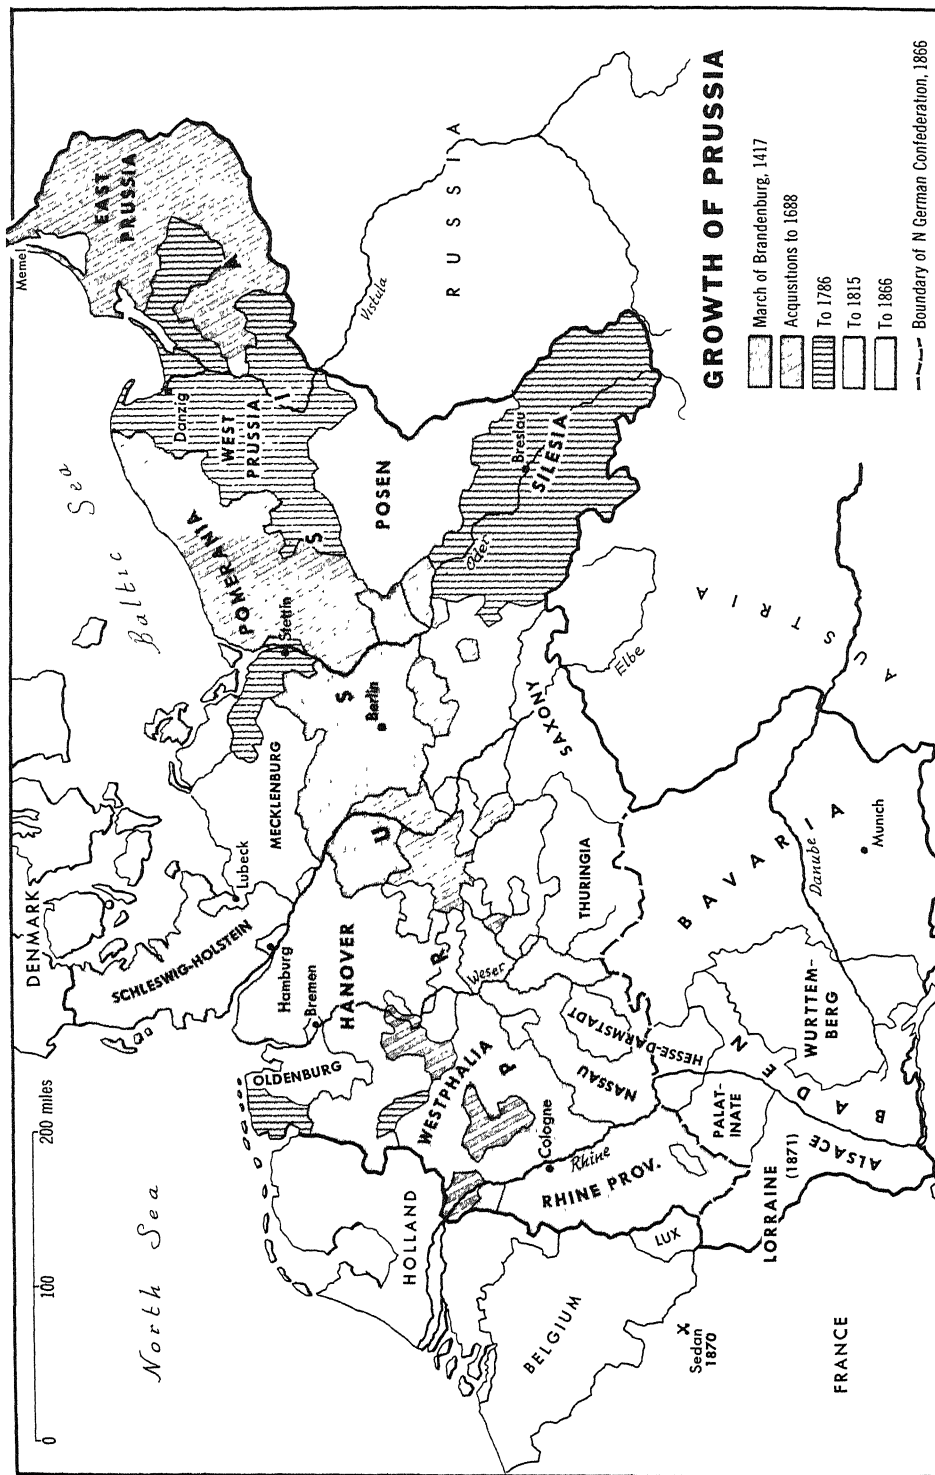 GROWTH OF PRUSSIA
March of Brandenburg, 1417
Acquisitions to 1688
To 1786
To 1815
To 1866
Boundary of N German Confederation, 1866
0 100 200 miles
North Sea
Baltic Sea
DENMARK
SCHLESWIG-HOLSTEIN
Lubeck
Hamburg
Bremen
MECKLENBURG
OLDENBURG
HANOVER
HOLLAND
BELGIUM
LUX
FRANCE
Sedan
1870
LORRAINE
(1871)
ALSACE
BADEN
WURTTEM-
BERG
BAVARIA
Munich
Danube
PALAT-
INATE
HESSE-DARMSTADT
NASSAU
RHINE PROV.
Rhine
Cologne
WESTPHALIA
Weser
THURINGIA
SAXONY
Elbe
AUSTRIA
PRUSSIA
Berlin
Stettin
POMERANIA
Danzig
WEST
PRUSSIA
EAST
PRUSSIA
Memel
POSEN
Breslau
SILESIA
Oder
Vistula
RUSSIA